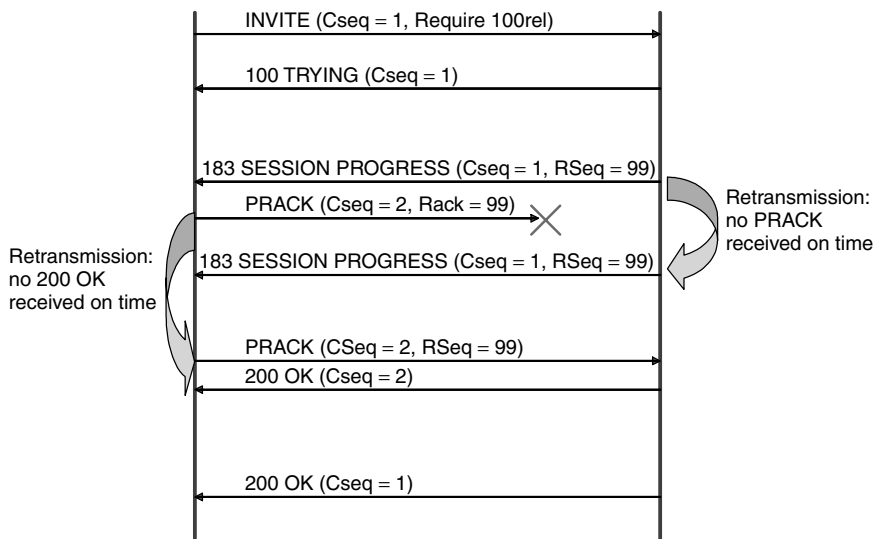 INVITE (Cseq = 1, Require 100rel)
100 TRYING (Cseq = 1)
183 SESSION PROGRESS (Cseq = 1, RSeq = 99)
PRACK (Cseq = 2, Rack = 99)
Retransmission:
no PRACK
received on time
Retransmission:
no 200 OK
received on time
183 SESSION PROGRESS (Cseq = 1, RSeq = 99)
PRACK (CSeq = 2, RSeq = 99)
200 OK (Cseq = 2)
200 OK (Cseq = 1)